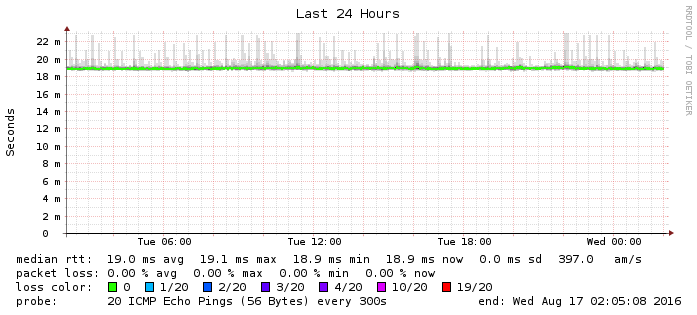 Last 24 Hours
RRDTOOL / TOBI OETIKER
Seconds
22 m
20 m
18 m
16 m
14 m
12 m
10 m
8 m
6 m
4 m
2 m
0
Tue 06:00 Tue 12:00 Tue 18:00 Wed 00:00
median rtt: 19.0 ms avg 19.1 ms max 18.9 ms min 18.9 ms now 0.0 ms sd 397.0 am/s
packet loss: 0.00 % avg 0.00 % max 0.00 % min 0.00 % now
loss color: 0 1/20 2/20 3/20 4/20 10/20 19/20
probe: 20 ICMP Echo Pings (56 Bytes) every 300s end: Wed Aug 17 02:05:08 2016